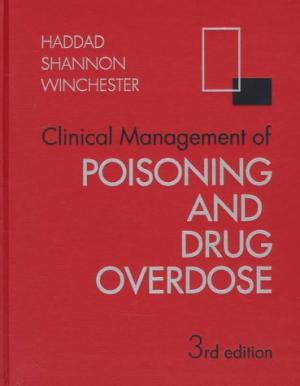 HADDAD
SHANNON
WINCHESTER
Clinical Management of
POISONING
AND
DRUG
OVERDOSE
3rd edition